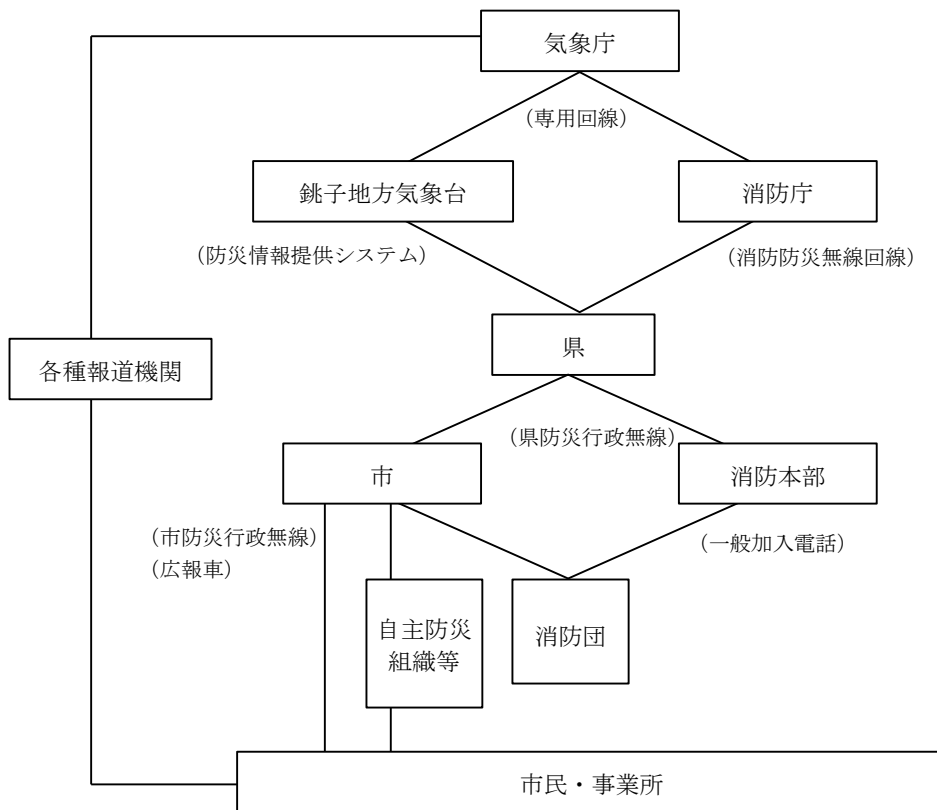 気象庁
(専用回線)
銚子地方気象台
消防庁
(防災情報提供システム)
(消防防災無線回線)
県
各種報道機関
(県防災行政無線)
市
消防本部
(市防災行政無線)
(広報車)
(一般加入電話)
自主防災
組織等
消防団
市民・事業所